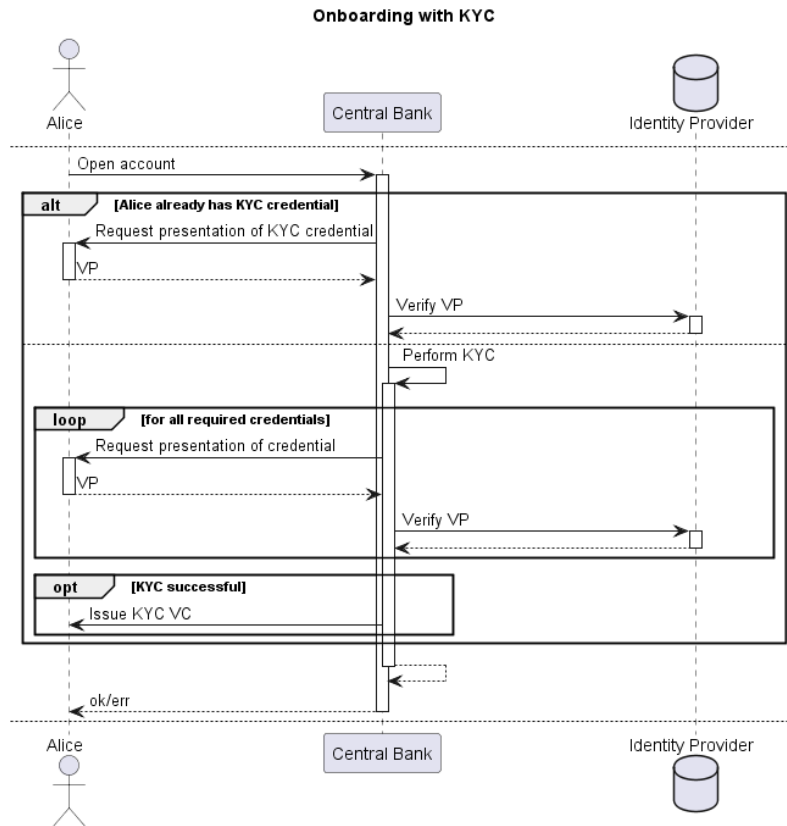 Onboarding with KYC
Alice
Central Bank
Identity Provider
Open account
alt [Alice already has KYC credential]
Request presentation of KYC credential
VP
Verify VP
Perform KYC
loop [for all required credentials]
Request presentation of credential
VP
Verify VP
opt [KYC successful]
Issue KYC VC
ok/err
Alice
Central Bank
Identity Provider